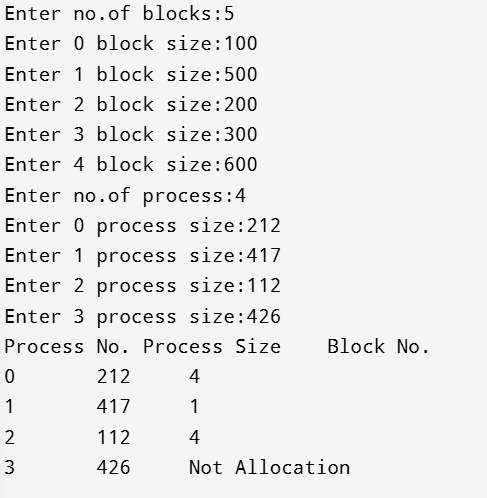 Enter no.of blocks:5
Enter 0 block size:100
Enter 1 block size:500
Enter 2 block size:200
Enter 3 block size:300
Enter 4 block size:600
Enter no.of process:4
Enter 0 process size:212
Enter 1 process size:417
Enter 2 process size:112
Enter 3 process size:426
Process No. Process Size    Block No.
0       212     4
1       417     1
2       112     4
3       426     Not Allocation